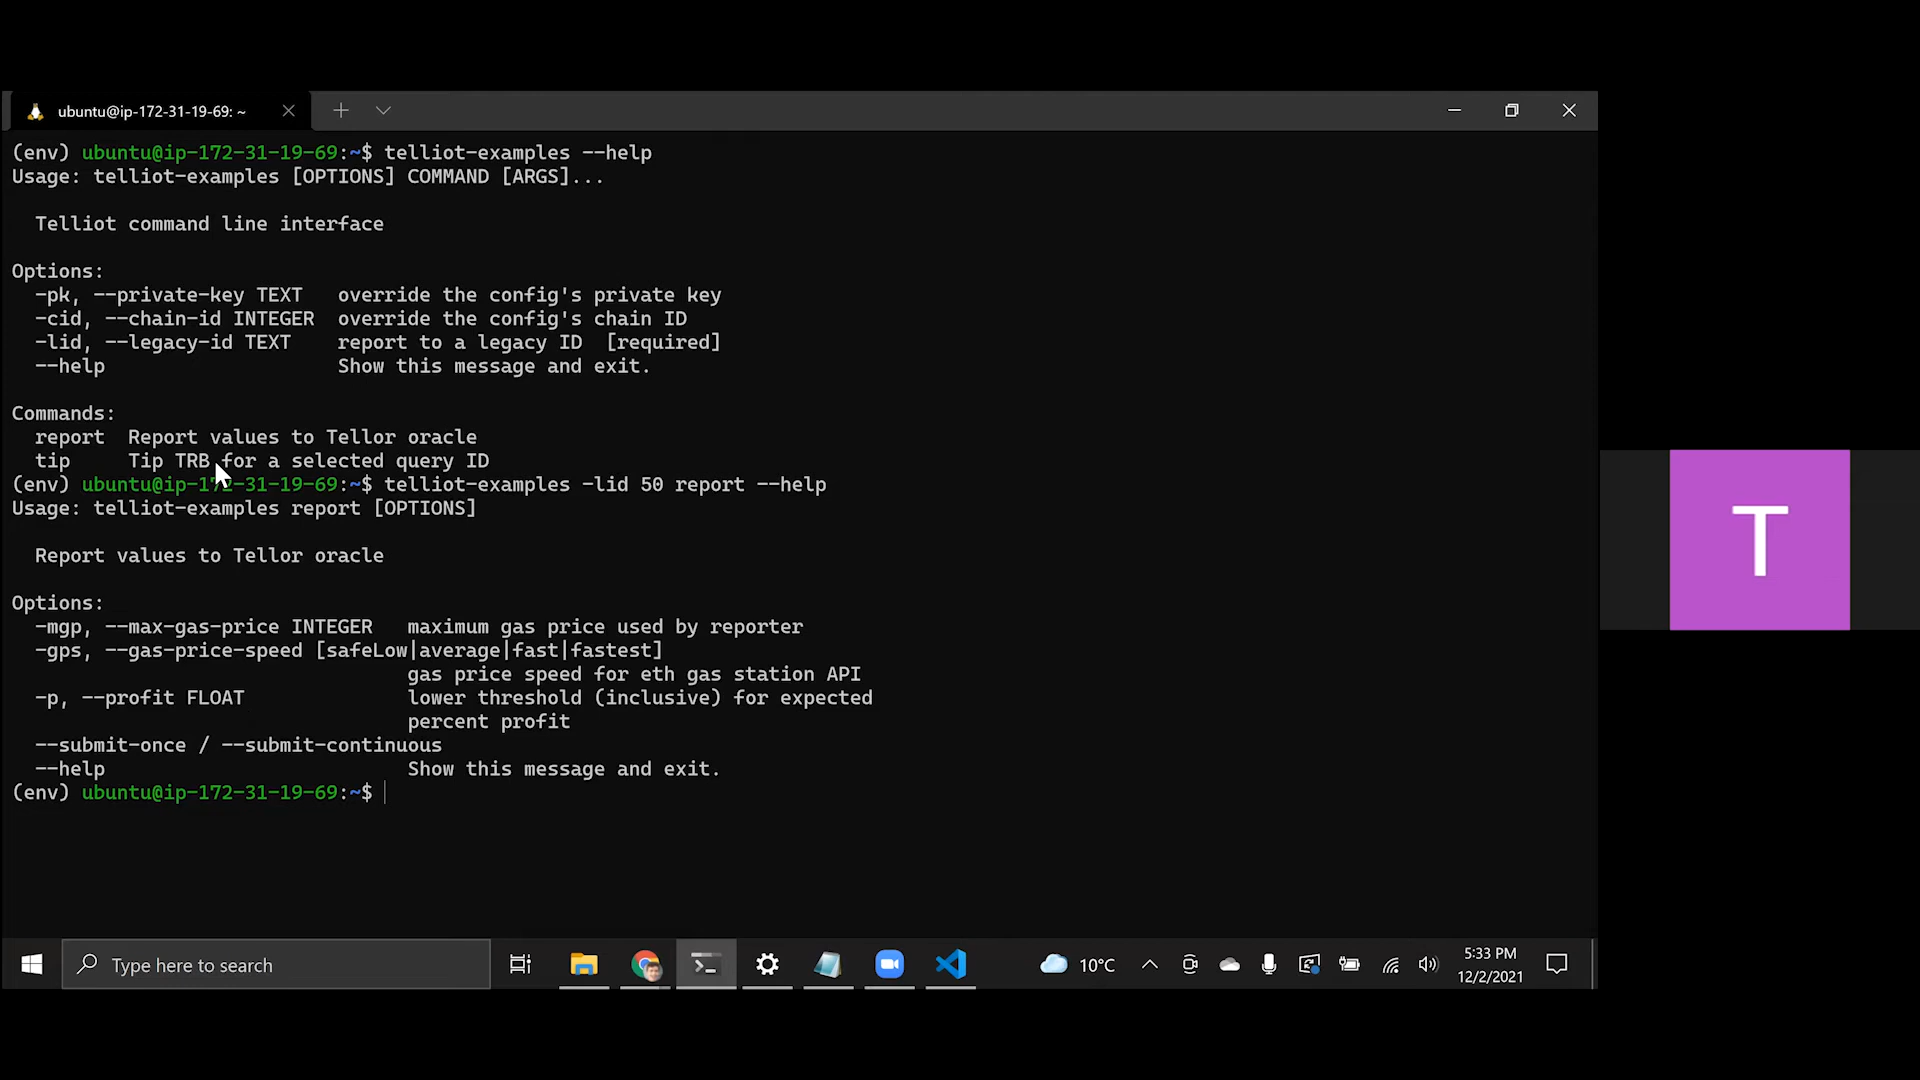 ubuntu@ip-172-31-19-69: ~
(env) ubuntu@ip-172-31-19-69:~$ telliot-examples --help
Usage: telliot-examples [OPTIONS] COMMAND [ARGS]...
Telliot command line interface
Options:
-pk, --private-key TEXT override the config's private key
-cid, --chain-id INTEGER override the config's chain ID
-lid, --legacy-id TEXT report to a legacy ID [required]
--help Show this message and exit.
Commands:
report Report values to Tellor oracle
tip Tip TRB for a selected query ID
(env) ubuntu@ip-172-31-19-69:~$ telliot-examples -lid 50 report --help
Usage: telliot-examples report [OPTIONS]
Report values to Tellor oracle
Options:
-mgp, --max-gas-price INTEGER maximum gas price used by reporter
-gps, --gas-price-speed [safeLow|average|fast|fastest]
gas price speed for eth gas station API
-p, --profit FLOAT lower threshold (inclusive) for expected
percent profit
--submit-once / --submit-continuous
--help Show this message and exit.
(env) ubuntu@ip-172-31-19-69:~$
T
Type here to search
10°C
5:33 PM
12/2/2021